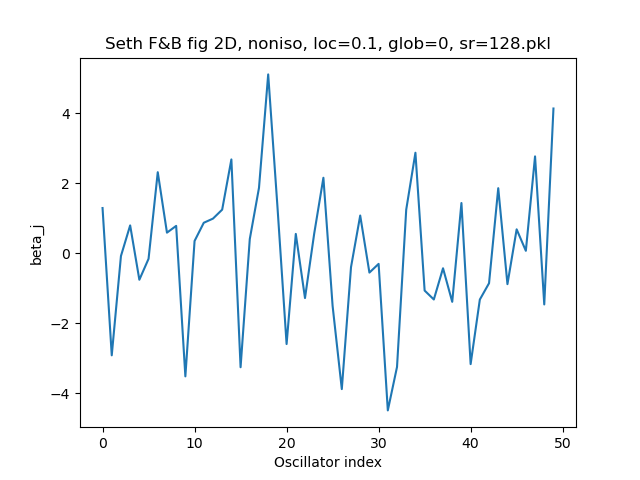 Seth F&B fig 2D, noniso, loc=0.1, glob=0, sr=128.pkl
4
2
0
−2
−4
beta_j
0 10 20 30 40 50
Oscillator index